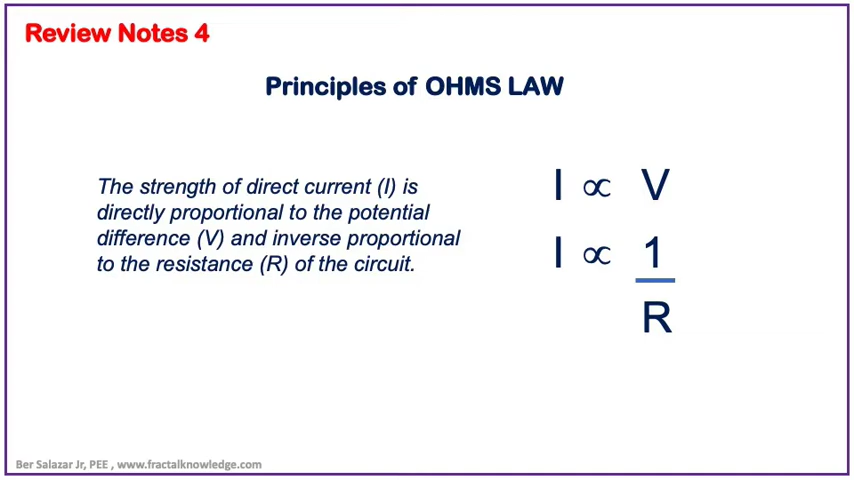 Review Notes 4
Principles of OHMS LAW
The strength of direct current (I) is
directly proportional to the potential
difference (V) and inverse proportional
to the resistance (R) of the circuit.
I ∝ V
I ∝ 1
R
Ber Salazar Jr, PEE , www.fractalknowledge.com